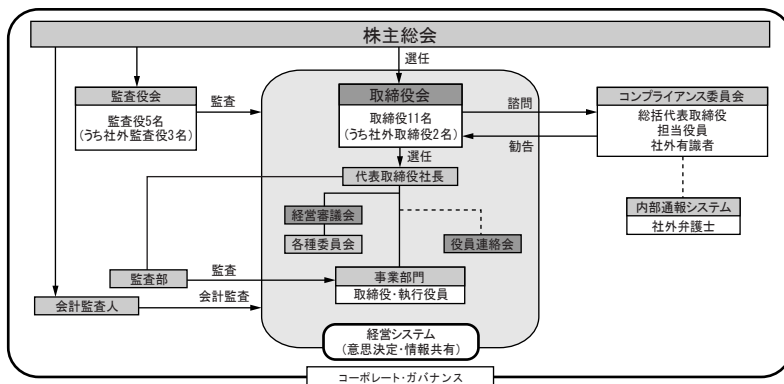 株主総会
選任
監査役会
監査役5名
(うち社外監査役3名)
監査
取締役会
取締役11名
(うち社外取締役2名)
諮問
勧告
コンプライアンス委員会
総括代表取締役
担当役員
社外有識者
選任
代表取締役社長
経営審議会
各種委員会
役員連絡会
内部通報システム
社外弁護士
監査部
監査
事業部門
取締役・執行役員
会計監査人
会計監査
経営システム
(意思決定・情報共有)
コーポレート・ガバナンス